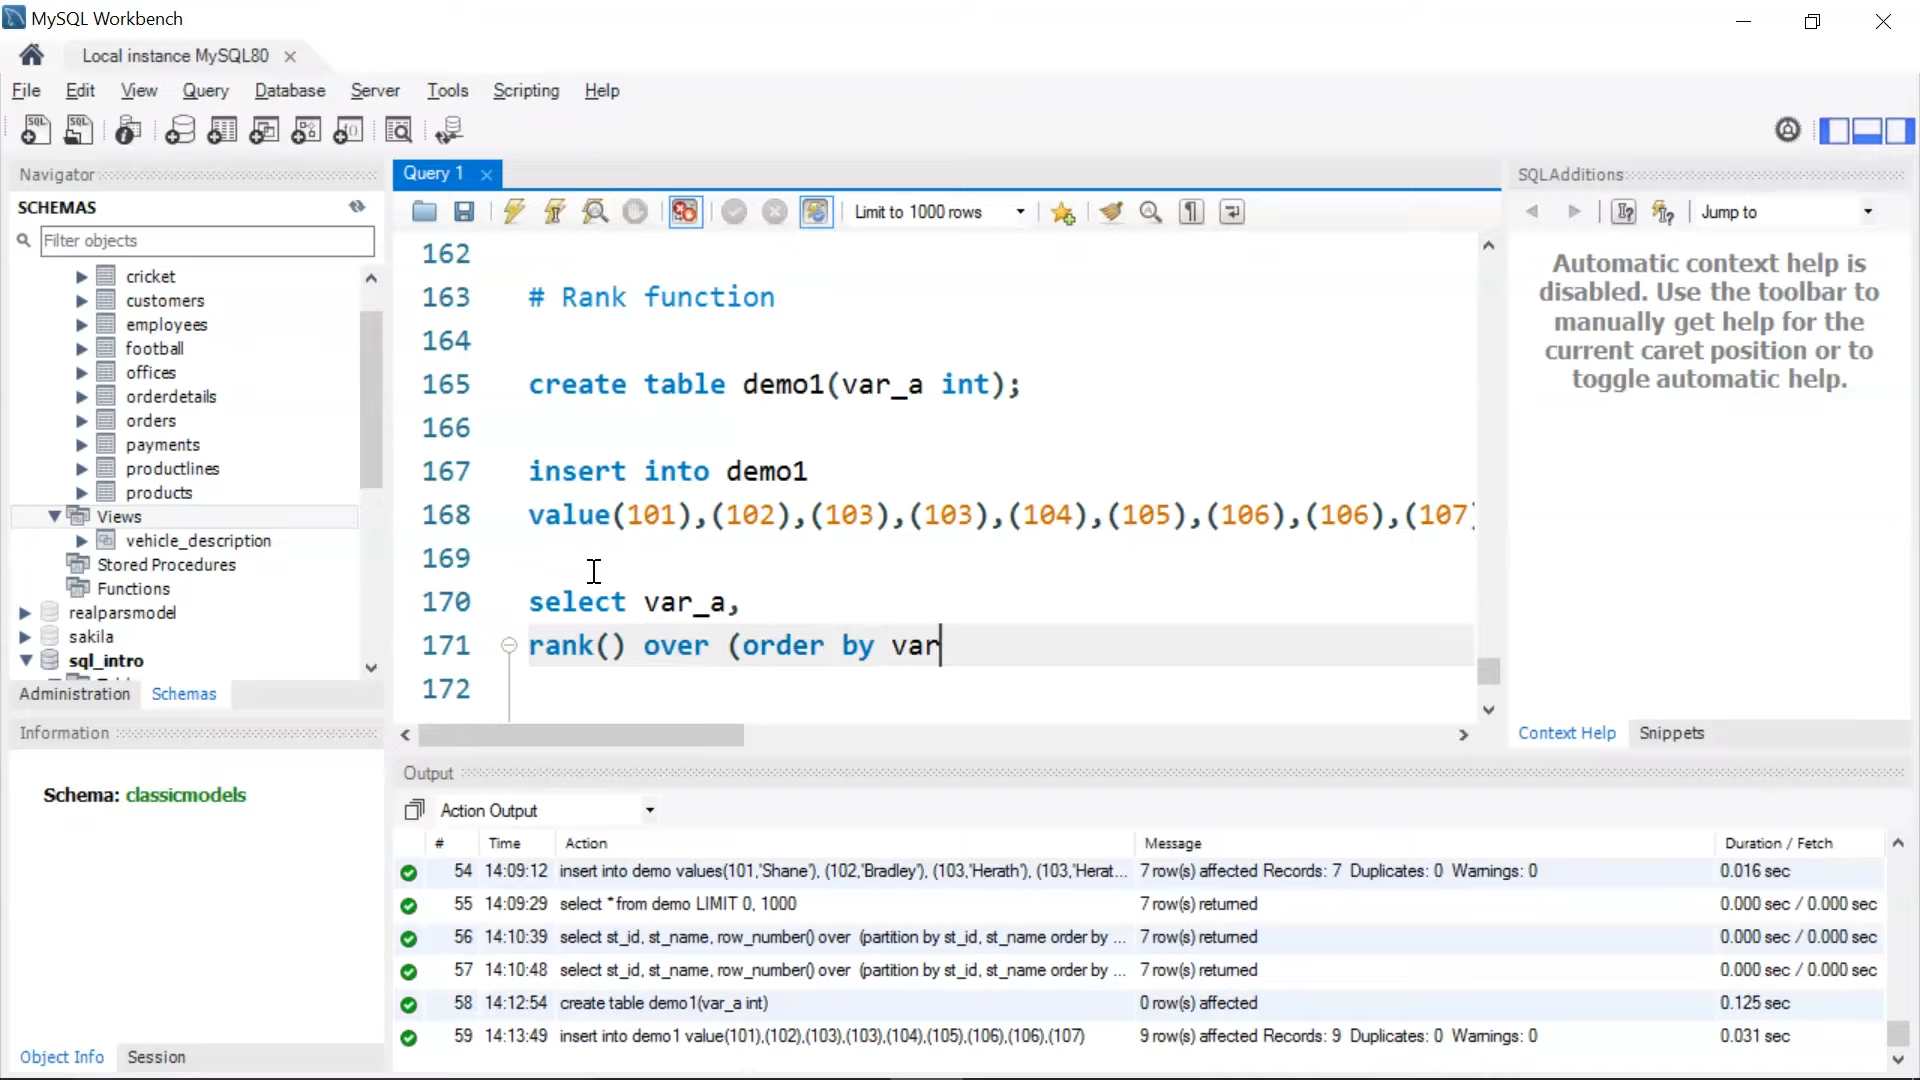 MySQL Workbench
Local instance MySQL80
File Edit View Query Database Server Tools Scripting Help
Navigator
SCHEMAS
Filter objects
cricket
customers
employees
football
offices
orderdetails
orders
payments
productlines
products
Views
vehicle_description
Stored Procedures
Functions
realparsmodel
sakila
sql_intro
Administration Schemas
Information
Schema: classicmodels
Object Info Session
Query 1
Limit to 1000 rows
162
163 # Rank function
164
165 create table demo1(var_a int);
166
167 insert into demo1
168 value(101),(102),(103),(103),(104),(105),(106),(106),(107)
169
170 select var_a,
171 rank() over (order by var
172
SQLAdditions
Jump to
Automatic context help is
disabled. Use the toolbar to
manually get help for the
current caret position or to
toggle automatic help.
Context Help Snippets
Output
Action Output
# Time Action Message Duration / Fetch
54 14:09:12 insert into demo values(101,'Shane'), (102,'Bradley'), (103,'Herath'), (103,'Herat... 7 row(s) affected Records: 7 Duplicates: 0 Warnings: 0 0.016 sec
55 14:09:29 select * from demo LIMIT 0, 1000 7 row(s) returned 0.000 sec / 0.000 sec
56 14:10:39 select st_id, st_name, row_number() over (partition by st_id, st_name order by ... 7 row(s) returned 0.000 sec / 0.000 sec
57 14:10:48 select st_id, st_name, row_number() over (partition by st_id, st_name order by ... 7 row(s) returned 0.000 sec / 0.000 sec
58 14:12:54 create table demo1(var_a int) 0 row(s) affected 0.125 sec
59 14:13:49 insert into demo1 value(101),(102),(103),(103),(104),(105),(106),(106),(107) 9 row(s) affected Records: 9 Duplicates: 0 Warnings: 0 0.031 sec